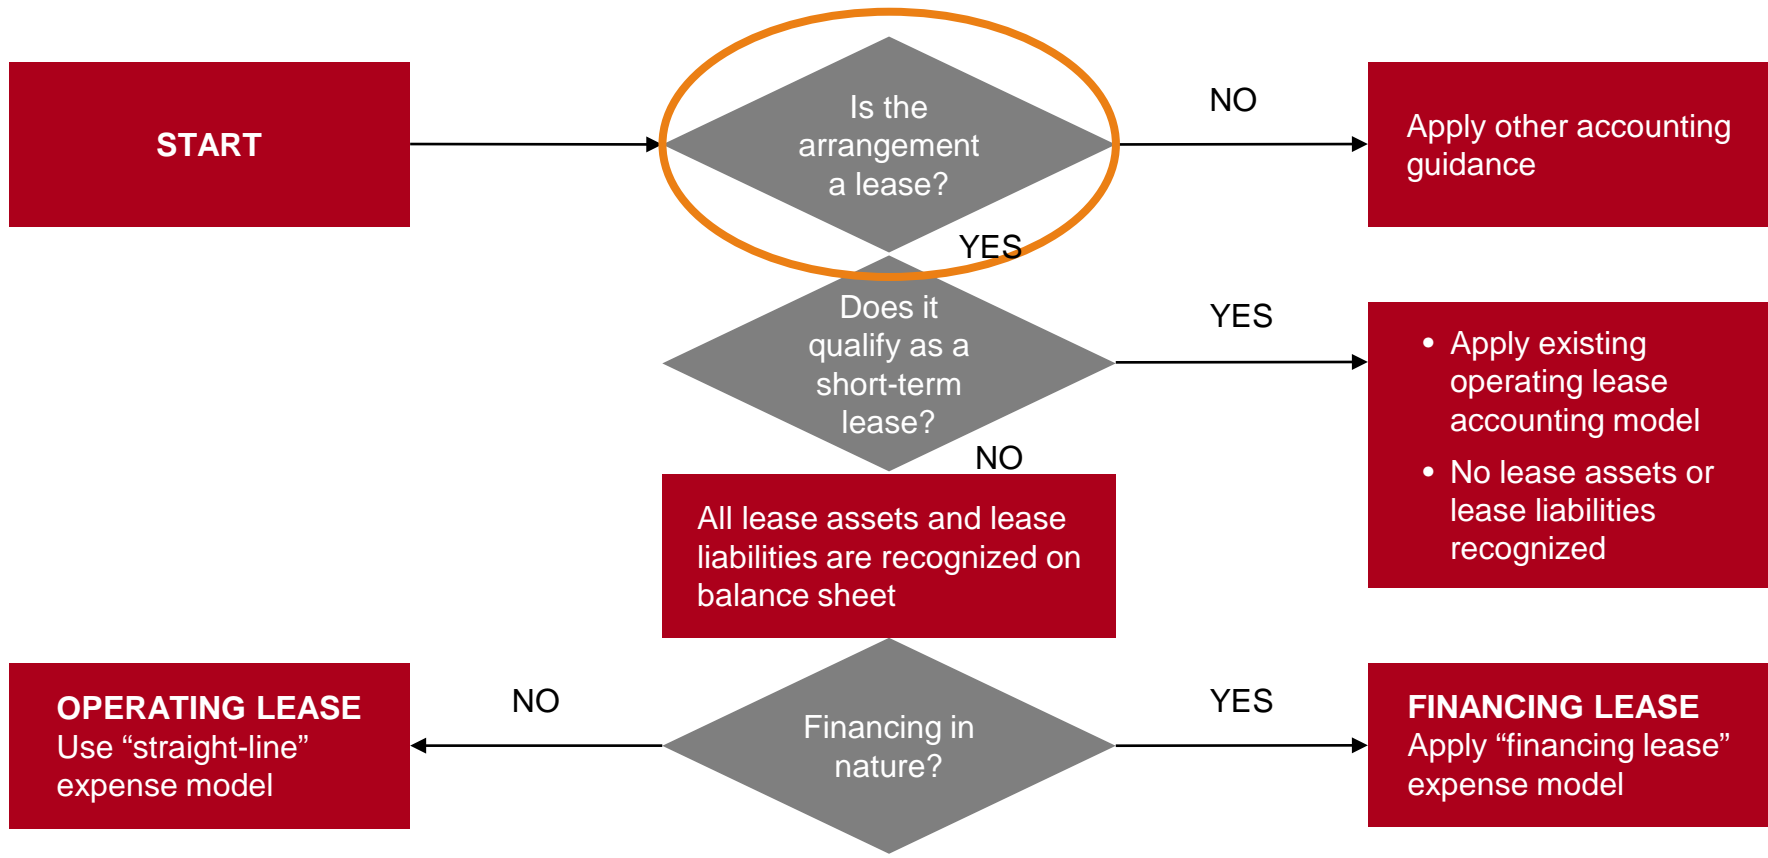 START
Is the
arrangement
a lease?
NO
Apply other accounting
guidance
YES
Does it
qualify as a
short-term
lease?
YES
• Apply existing
operating lease
accounting model
• No lease assets or
lease liabilities
recognized
NO
All lease assets and lease
liabilities are recognized on
balance sheet
OPERATING LEASE
Use “straight-line”
expense model
NO
Financing in
nature?
YES
FINANCING LEASE
Apply “financing lease”
expense model